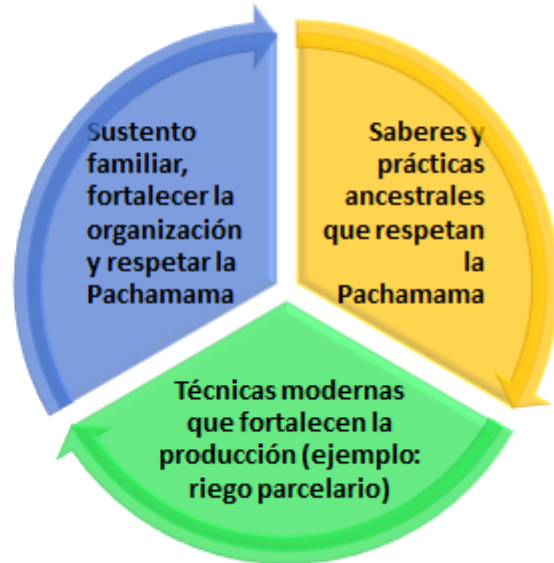 Sustento
familiar,
fortalecer la
organización
y respetar la
Pachamama
Saberes y
prácticas
ancestrales
que respetan
la
Pachamama
Técnicas modernas
que fortalecen la
producción (ejemplo:
riego parcelario)